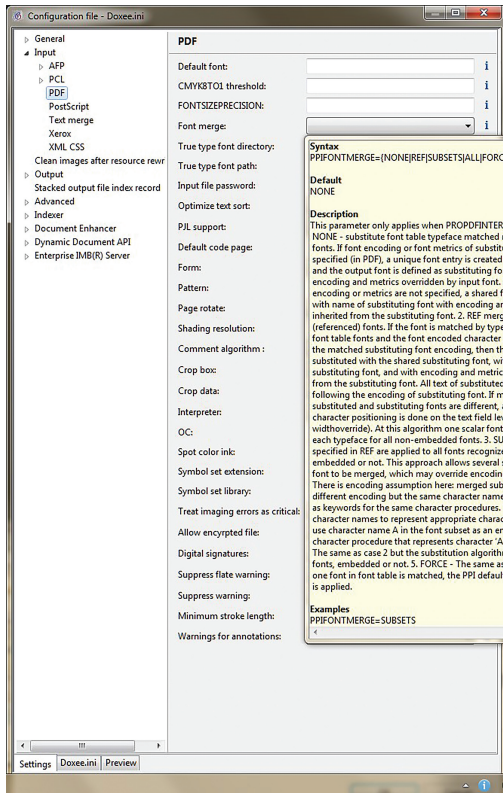 Configuration file - Doxee.ini
General
Input
AFP
PCL
PDF
PostScript
Text merge
Xerox
XML CSS
Clean images after resource rewr
Output
Stacked output file index record
Advanced
Indexer
Document Enhancer
Dynamic Document API
Enterprise IMB(R) Server
PDF
Default font:
CMYK8TO1 threshold:
FONTSIZEPRECISION:
Font merge:
True type font directory:
True type font path:
Input file password:
Optimize text sort:
PJL support:
Default code page:
Form:
Pattern:
Page rotate:
Shading resolution:
Comment algorithm :
Crop box:
Crop data:
Interpreter:
OC:
Spot color ink:
Symbol set extension:
Symbol set library:
Treat imaging errors as critical:
Allow encyrpted file:
Digital signatures:
Suppress flate warning:
Suppress warning:
Minimum stroke length:
Warnings for annotations:
Syntax
PPIFONTMERGE={NONE|REF|SUBSETS|ALL|FORC
Default
NONE
Description
This parameter only applies when PROPDFINTER
NONE - substitute font table typeface matched
fonts. If font encoding or font metrics of substitu
specified (in PDF), a unique font entry is created
and the output font is defined as substituting fo
encoding and metrics overridden by input font.
encoding or metrics are not specified, a shared f
with name of substituting font with encoding an
inherited from the substituting font. 2. REF merg
(referenced) fonts. If the font is matched by type
font table fonts and the font encoded character
the matched substituting font encoding, then th
substituted with the shared substituting font, wi
substituting font, and with encoding and metric
from the substituting font. All text of substituted
following the encoding of substituting font. If m
substituted and substituting fonts are different,
character positioning is done on the text field lev
widthoverride). At this algorithm one scalar font
each typeface for all non-embedded fonts. 3. SU
specified in REF are applied to all fonts recognize
embedded or not. This approach allows several s
font to be merged, which may override encodin
There is encoding assumption here: merged sub
different encoding but the same character name
as keywords for the same character procedures.
character names to represent appropriate charac
use character name A in the font subset as an en
character procedure that represents character 'A
The same as case 2 but the substitution algorith
fonts, embedded or not. 5. FORCE - The same as
one font in font table is matched, the PPI defaul
is applied.
Examples
PPIFONTMERGE=SUBSETS
Settings Doxee.ini Preview